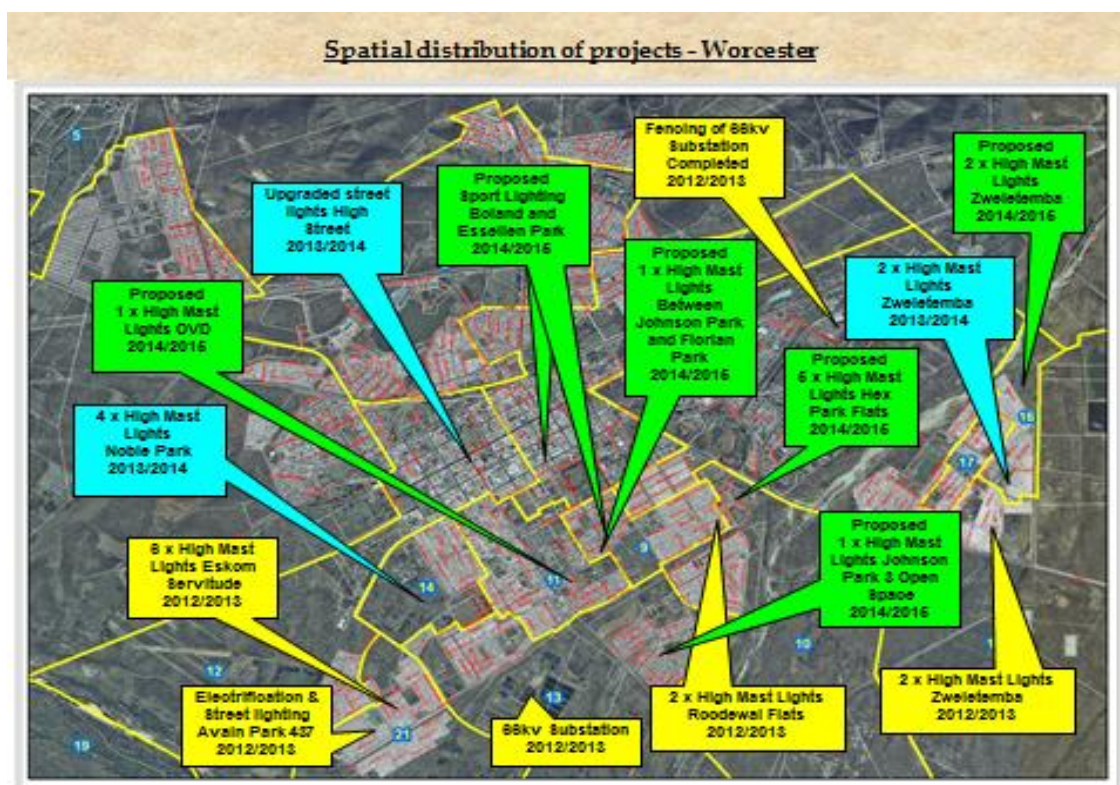 Spatial distribution of projects - Worcester
5
Upgraded street
lights High
Street
2013/2014
Proposed
Sport Lighting
Boland and
Essellen Park
2014/2015
Fencing of 66kv
Substation
Completed
2012/2013
Proposed
2 x High Mast
Lights
Zweletemba
2014/2015
Proposed
1 x High Mast
Lights OVD
2014/2015
Proposed
1 x High Mast
Lights
Between
Johnson Park
and Florian
Park
2014/2015
2 x High Mast
Lights
Zweletemba
2013/2014
Proposed
5 x High Mast
Lights Hex
Park Flats
2014/2015
4 x High Mast
Lights
Noble Park
2013/2014
16
17
6 x High Mast
Lights Eskom
Servitude
2012/2013
14
11
9
Proposed
1 x High Mast
Lights Johnson
Park 3 Open
Space
2014/2015
12
10
Electrification &
Street lighting
Avain Park 437
2012/2013
21
13
66kv Substation
2012/2013
2 x High Mast Lights
Roodewal Flats
2012/2013
2 x High Mast Lights
Zweletemba
2012/2013
19